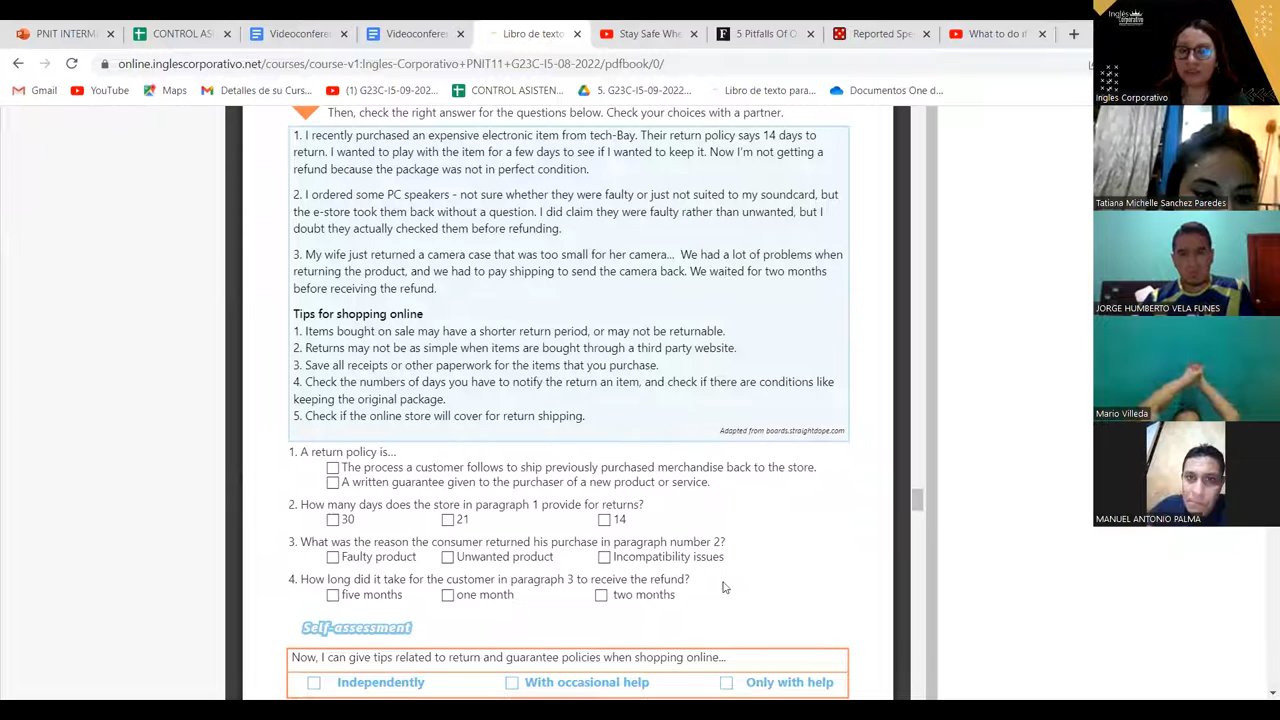 PNIT INTERM
CONTROL AS
Videoconfere
Videoconfere
Libro de texto
Stay Safe Whe
5 Pitfalls Of O
Reported Spe
What to do if
online.inglescorporativo.net/courses/course-v1:Ingles-Corporativo+PNIT11+G23C-I5-08-2022/pdfbook/0/
Gmail
YouTube
Maps
Detalles de su Curs...
(1) G23C-I5-09-202...
CONTROL ASISTEN...
5. G23C-I5-09-2022...
Libro de texto para...
Documentos One d...
Then, check the right answer for the questions below. Check your choices with a partner.
1. I recently purchased an expensive electronic item from tech-Bay. Their return policy says 14 days to
return. I wanted to play with the item for a few days to see if I wanted to keep it. Now I'm not getting a
refund because the package was not in perfect condition.
2. I ordered some PC speakers - not sure whether they were faulty or just not suited to my soundcard, but
the e-store took them back without a question. I did claim they were faulty rather than unwanted, but I
doubt they actually checked them before refunding.
3. My wife just returned a camera case that was too small for her camera... We had a lot of problems when
returning the product, and we had to pay shipping to send the camera back. We waited for two months
before receiving the refund.
Tips for shopping online
1. Items bought on sale may have a shorter return period, or may not be returnable.
2. Returns may not be as simple when items are bought through a third party website.
3. Save all receipts or other paperwork for the items that you purchase.
4. Check the numbers of days you have to notify the return an item, and check if there are conditions like
keeping the original package.
5. Check if the online store will cover for return shipping.
Adapted from boards.straightdope.com
1. A return policy is...
The process a customer follows to ship previously purchased merchandise back to the store.
A written guarantee given to the purchaser of a new product or service.
2. How many days does the store in paragraph 1 provide for returns?
30 21 14
3. What was the reason the consumer returned his purchase in paragraph number 2?
Faulty product Unwanted product Incompatibility issues
4. How long did it take for the customer in paragraph 3 to receive the refund?
five months one month two months
Self-assessment
Now, I can give tips related to return and guarantee policies when shopping online...
Independently With occasional help Only with help
Inglés
Corporativo
Ingles Corporativo
Tatiana Michelle Sanchez Paredes
JORGE HUMBERTO VELA FUNES
Mario Villeda
MANUEL ANTONIO PALMA